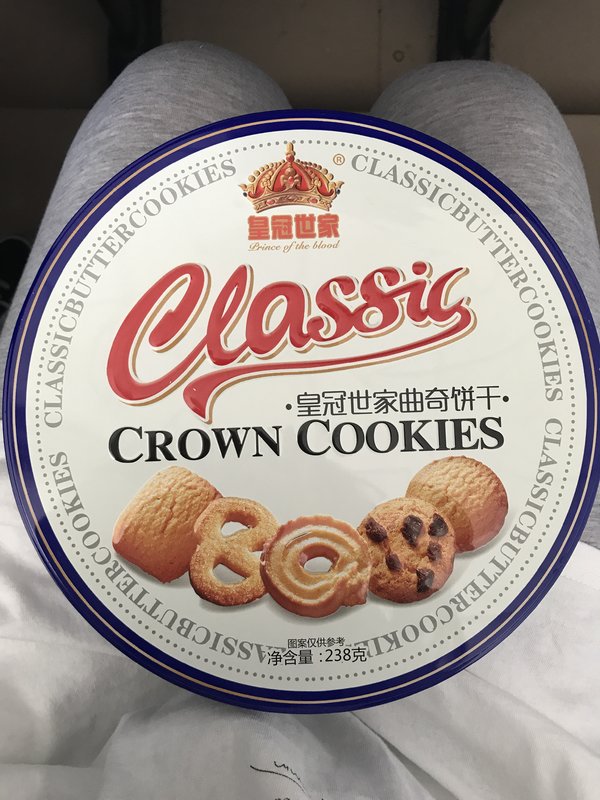 ®
皇冠世家
Prince of the blood
Classic
·皇冠世家曲奇饼干·
CROWN COOKIES
CLASSICBUTTERCOOKIES
CLASSICBUTTERCOOKIES
CLASSICBUTTERCOOKIES
CLASSICBUTTERCOOKIES
图案仅供参考
净含量:238克